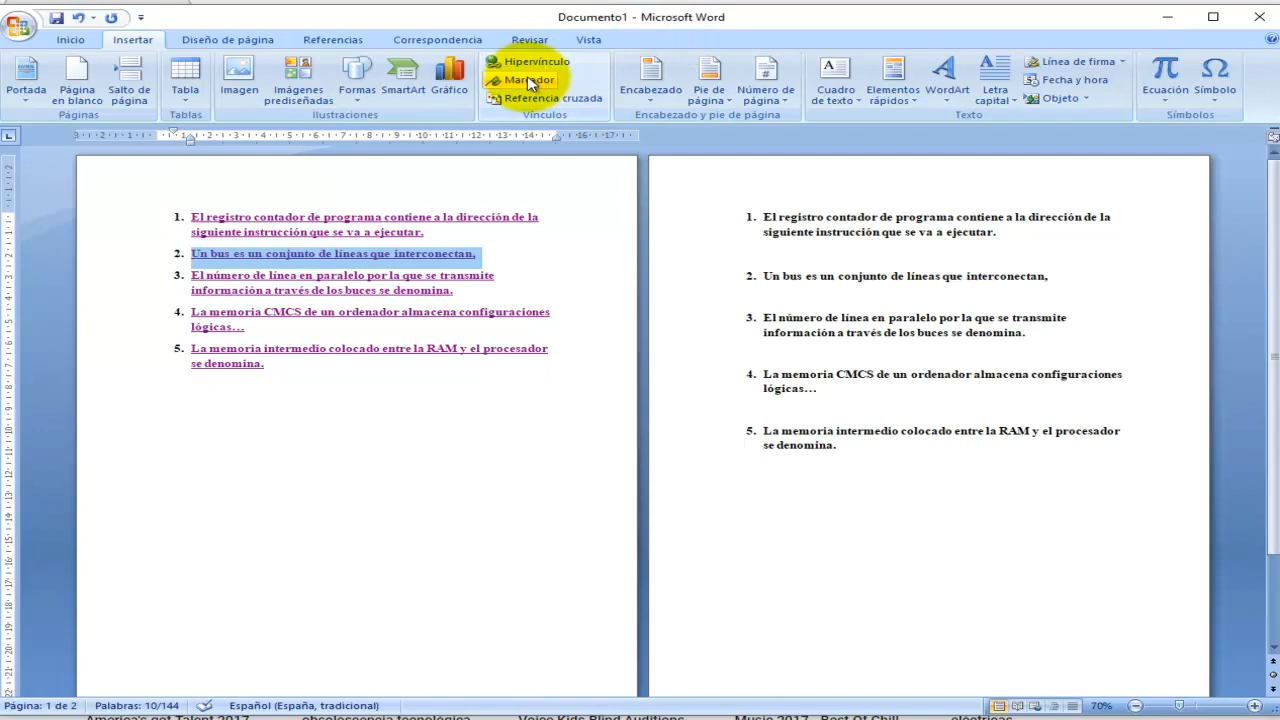 Documento1 - Microsoft Word
Inicio
Insertar
Diseño de página
Referencias
Correspondencia
Revisar
Vista
Portada
Página
en blanco
Salto de
página
Páginas
Tabla
Tablas
Imagen
Imágenes
prediseñadas
Formas
SmartArt
Gráfico
Ilustraciones
Hipervínculo
Marcador
Referencia cruzada
Vínculos
Encabezado
Pie de
página
Número de
página
Encabezado y pie de página
Cuadro
de texto
Elementos
rápidos
WordArt
Letra
capital
Línea de firma
Fecha y hora
Objeto
Texto
Ecuación
Símbolo
Símbolos
1. El registro contador de programa contiene a la dirección de la
siguiente instrucción que se va a ejecutar.
2. Un bus es un conjunto de líneas que interconectan,
3. El número de línea en paralelo por la que se transmite
información a través de los buces se denomina.
4. La memoria CMCS de un ordenador almacena configuraciones
lógicas…
5. La memoria intermedio colocado entre la RAM y el procesador
se denomina.
1. El registro contador de programa contiene a la dirección de la
siguiente instrucción que se va a ejecutar.
2. Un bus es un conjunto de líneas que interconectan,
3. El número de línea en paralelo por la que se transmite
información a través de los buces se denomina.
4. La memoria CMCS de un ordenador almacena configuraciones
lógicas…
5. La memoria intermedio colocado entre la RAM y el procesador
se denomina.
Página: 1 de 2
Palabras: 10/144
Español (España, tradicional)
70%
America's got Talent 2017
obsolescencia tecnológica
Voice Kids Blind Auditions
Music 2017 - Best Of Chill
eléctricas